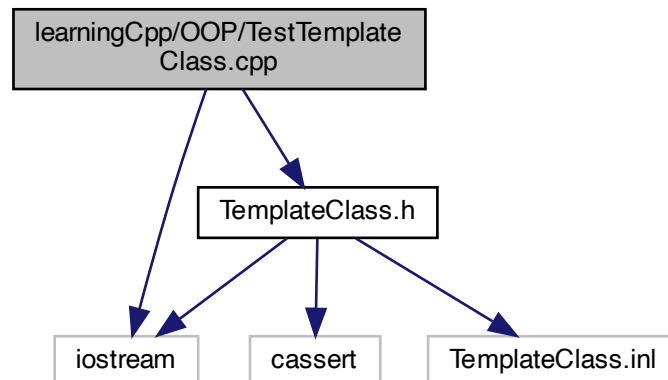 learningCpp/OOP/TestTemplate
Class.cpp
TemplateClass.h
iostream
cassert
TemplateClass.inl